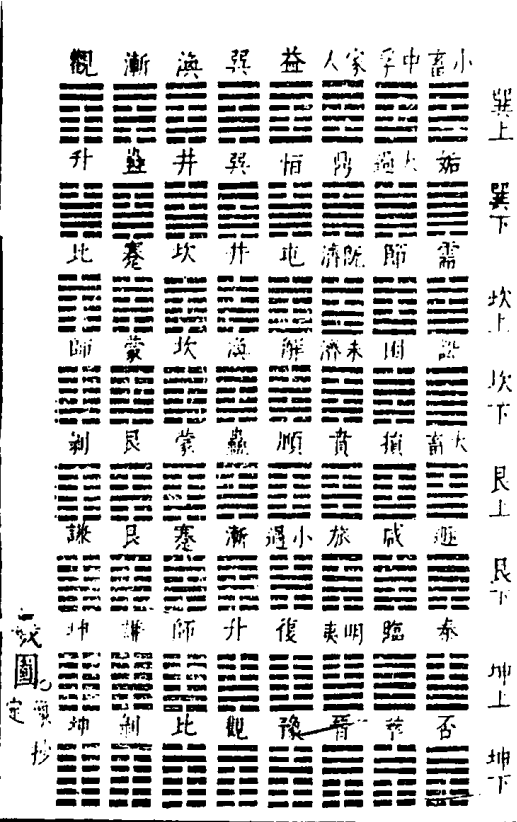 巽上 小畜 中孚 家人 益 巽 渙 漸 觀
巽下 姤 大過 鼎 恒 巽 井 蠱 升
坎上 需 師 既濟 屯 井 坎 蹇 比
坎下 訟 困 未濟 解 渙 坎 蒙 師
艮上 大畜 損 賁 順 蠱 蒙 艮 剝
艮下 遯 咸 旅 小過 漸 蹇 艮 謙
坤上 泰 臨 明夷 復 升 師 謙 坤
坤下 否 萃 晉 豫 觀 比 剝 坤
圖
定
抄